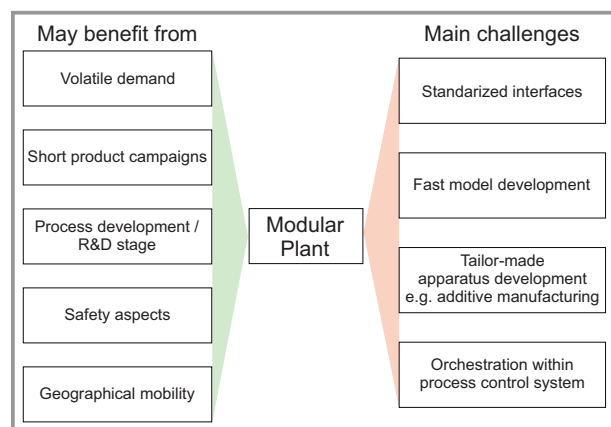 May benefit from
Volatile demand
Short product campaigns
Process development /
R&D stage
Safety aspects
Geographical mobility
Modular
Plant
Main challenges
Standarized interfaces
Fast model development
Tailor-made
apparatus development
e.g. additive manufacturing
Orchestration within
process control system